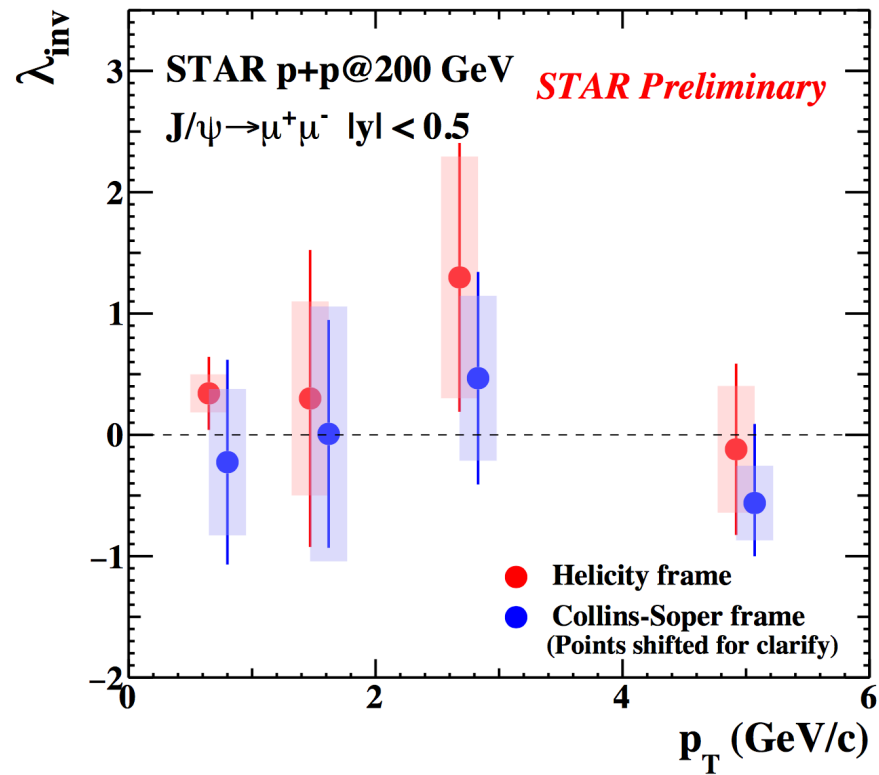 λinv
STAR p+p@200 GeV
STAR Preliminary
J/ψ→μ+μ- |y| < 0.5
3
2
1
0
−1
−2
Helicity frame
Collins-Soper frame
(Points shifted for clarify)
0 2 4 6
pT (GeV/c)